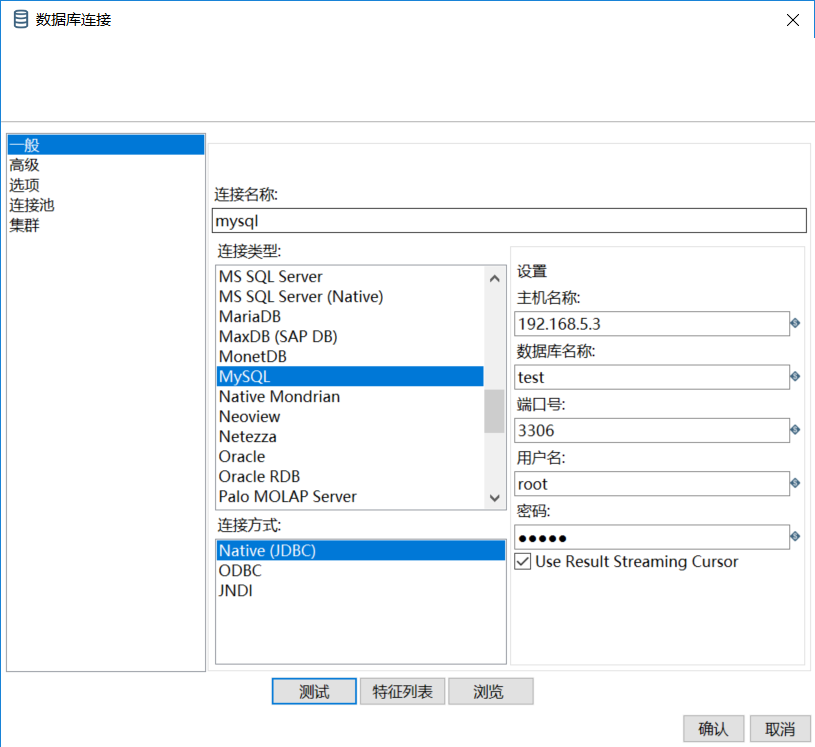 数据库连接
一般
高级
选项
连接池
集群
连接名称:
mysql
连接类型:
MS SQL Server
MS SQL Server (Native)
MariaDB
MaxDB (SAP DB)
MonetDB
MySQL
Native Mondrian
Neoview
Netezza
Oracle
Oracle RDB
Palo MOLAP Server
连接方式:
Native (JDBC)
ODBC
JNDI
设置
主机名称:
192.168.5.3
数据库名称:
test
端口号:
3306
用户名:
root
密码:
●●●●●
Use Result Streaming Cursor
测试
特征列表
浏览
确认
取消